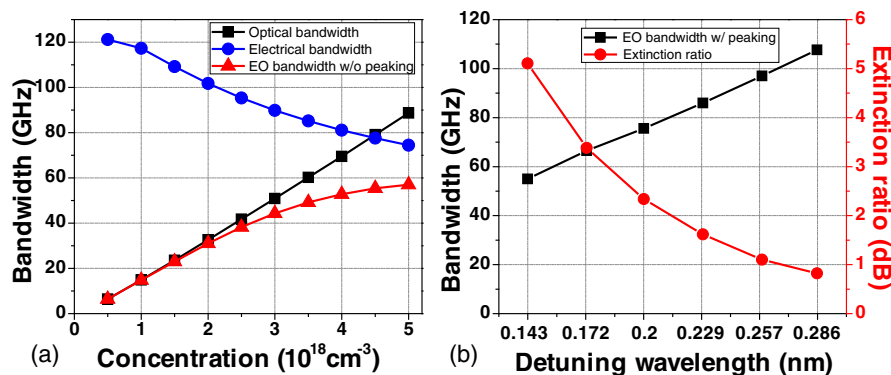 120
100
80
60
40
20
0
Bandwidth (GHz)
Optical bandwidth
Electrical bandwidth
EO bandwidth w/o peaking
0 1 2 3 4 5
(a) Concentration (10^18 cm^-3)
120
100
80
60
40
20
0
Bandwidth (GHz)
EO bandwidth w/ peaking
Extinction ratio
6
5
4
3
2
1
0
Extinction ratio (dB)
0.143 0.172 0.2 0.229 0.257 0.286
(b) Detuning wavelength (nm)